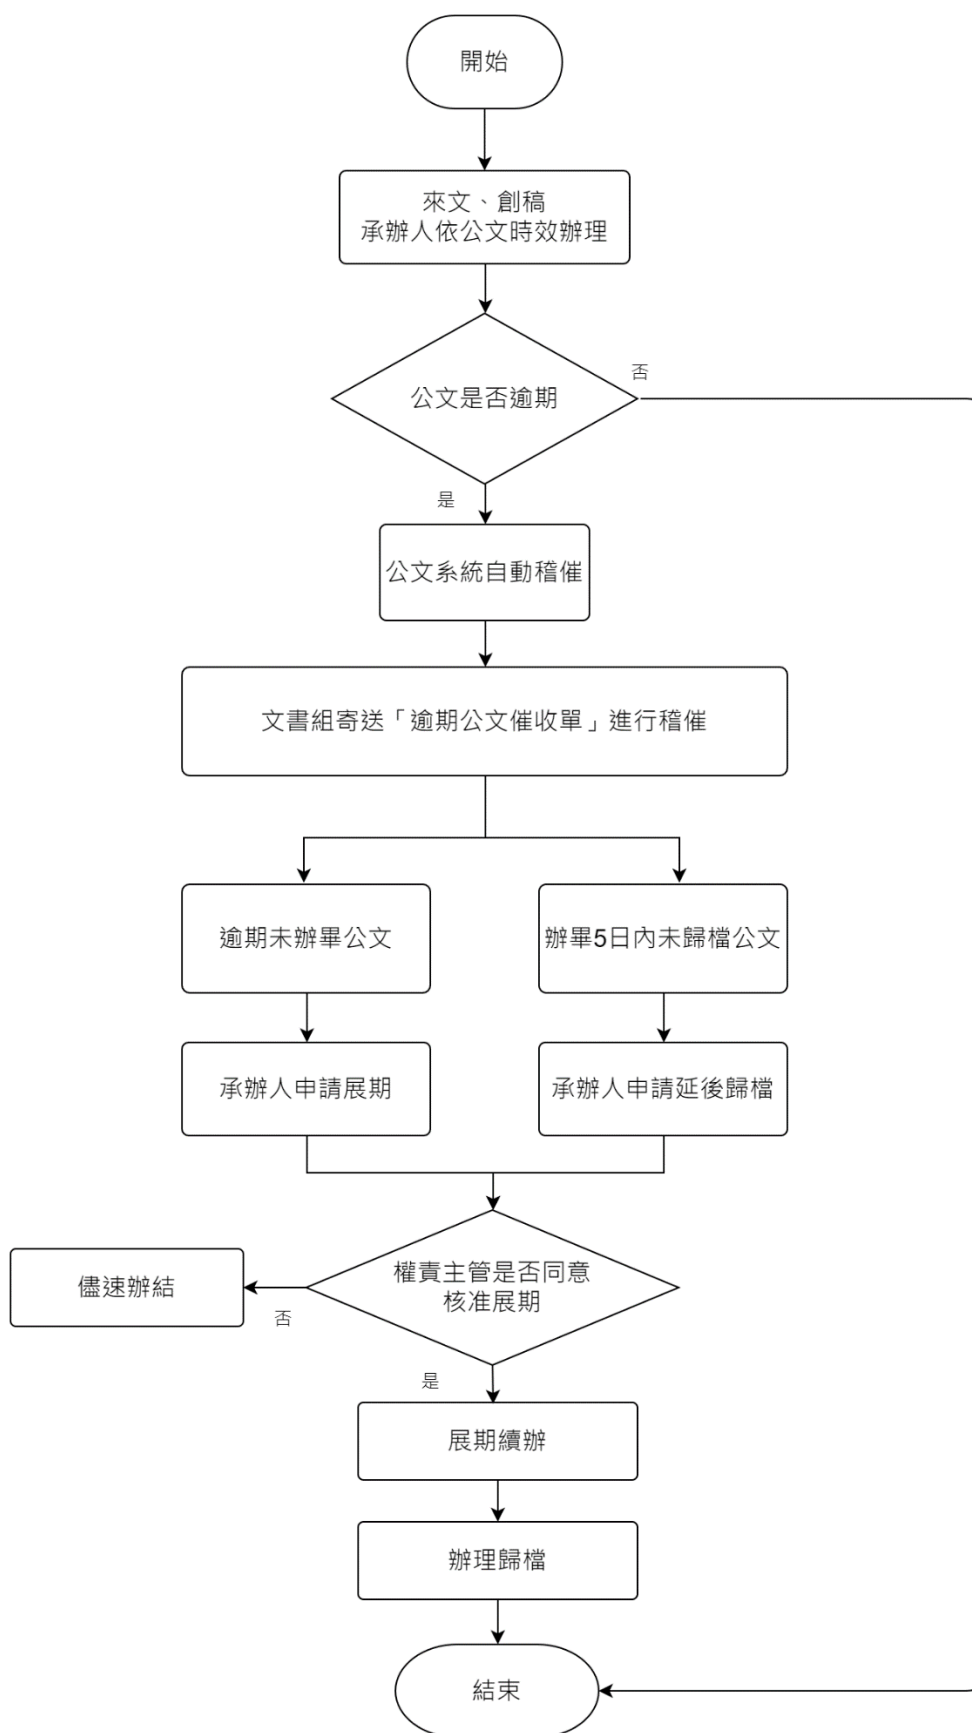 開始
來文、創稿
承辦人依公文時效辦理
公文是否逾期
否
是
公文系統自動稽催
文書組寄送「逾期公文催收單」進行稽催
逾期未辦畢公文
辦畢5日內未歸檔公文
承辦人申請展期
承辦人申請延後歸檔
權責主管是否同意
核准展期
儘速辦結
否
是
展期續辦
辦理歸檔
結束